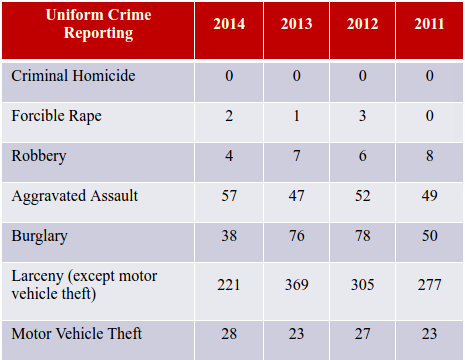 Uniform Crime Reporting 2014 2013 2012 2011
Criminal Homicide 0 0 0 0
Forcible Rape 2 1 3 0
Robbery 4 7 6 8
Aggravated Assault 57 47 52 49
Burglary 38 76 78 50
Larceny (except motor
vehicle theft) 221 369 305 277
Motor Vehicle Theft 28 23 27 23